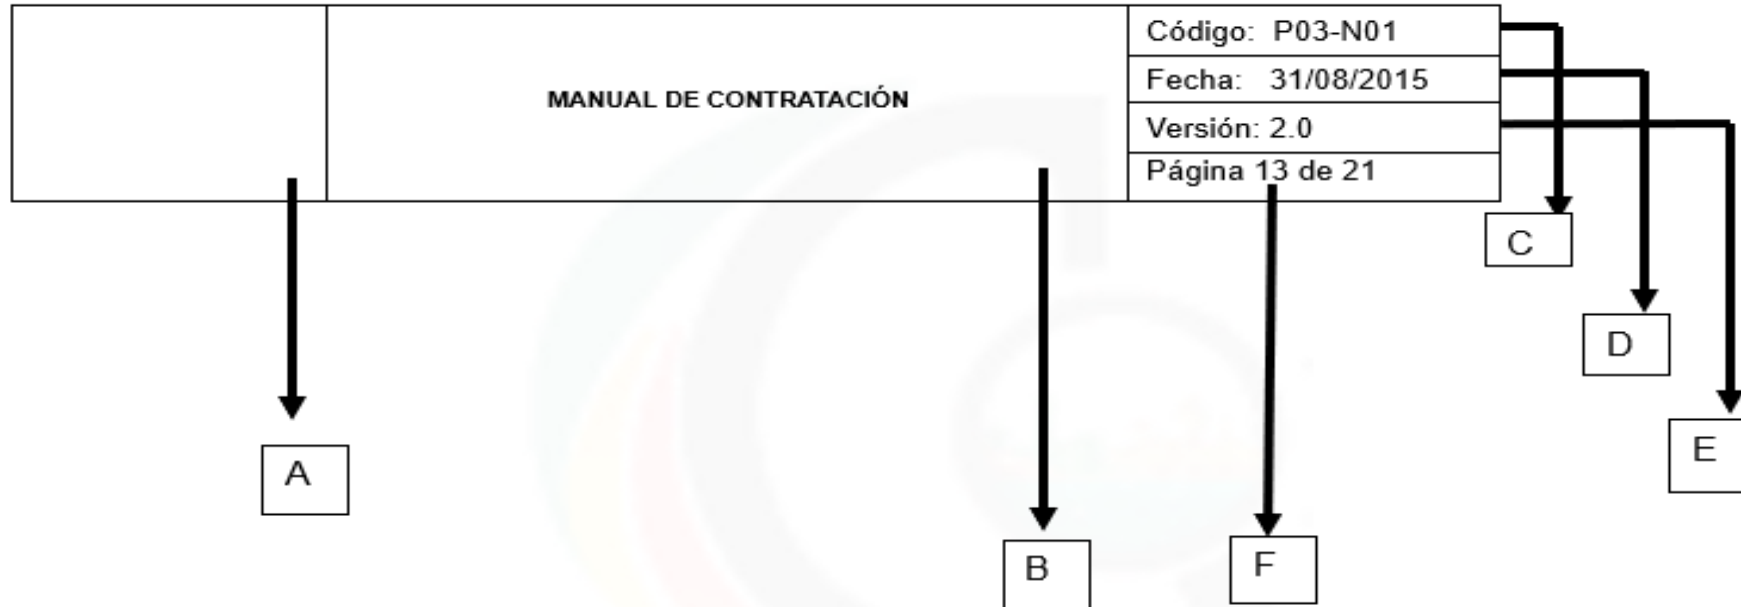 Código: P03-N01
MANUAL DE CONTRATACIÓN
Fecha: 31/08/2015
Versión: 2.0
Página 13 de 21
C
D
E
A
B
F